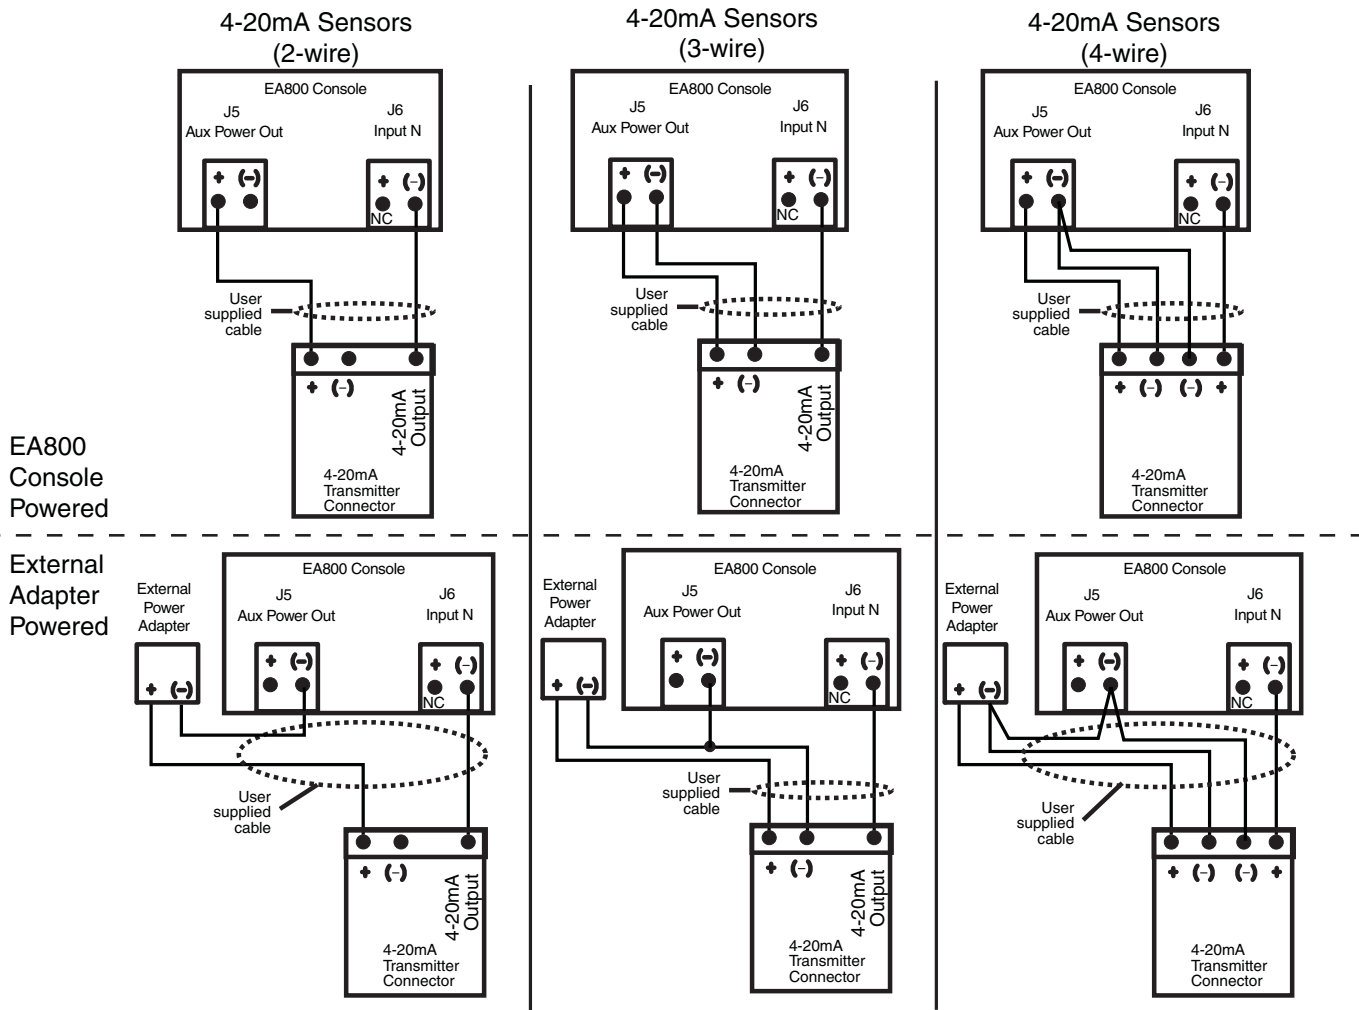 4-20mA Sensors
(2-wire)
EA800 Console
J5
Aux Power Out
J6
Input N
+ (-)
+ (-)
NC
User
supplied
cable
+ (-)
4-20mA
Output
4-20mA
Transmitter
Connector
4-20mA Sensors
(3-wire)
EA800 Console
J5
Aux Power Out
J6
Input N
+ (-)
+ (-)
NC
User
supplied
cable
+ (-)
4-20mA
Output
4-20mA
Transmitter
Connector
4-20mA Sensors
(4-wire)
EA800 Console
J5
Aux Power Out
J6
Input N
+ (-)
+ (-)
NC
User
supplied
cable
+ (-) (-) +
4-20mA
Transmitter
Connector
EA800
Console
Powered
External
Adapter
Powered
External
Power
Adapter
+ (-)
EA800 Console
J5
Aux Power Out
J6
Input N
+ (-)
+ (-)
NC
User
supplied
cable
+ (-)
4-20mA
Output
4-20mA
Transmitter
Connector
External
Power
Adapter
+ (-)
EA800 Console
J5
Aux Power Out
J6
Input N
+ (-)
+ (-)
NC
User
supplied
cable
+ (-)
4-20mA
Output
4-20mA
Transmitter
Connector
External
Power
Adapter
+ (-)
EA800 Console
J5
Aux Power Out
J6
Input N
+ (-)
+ (-)
NC
User
supplied
cable
+ (-) (-) +
4-20mA
Transmitter
Connector